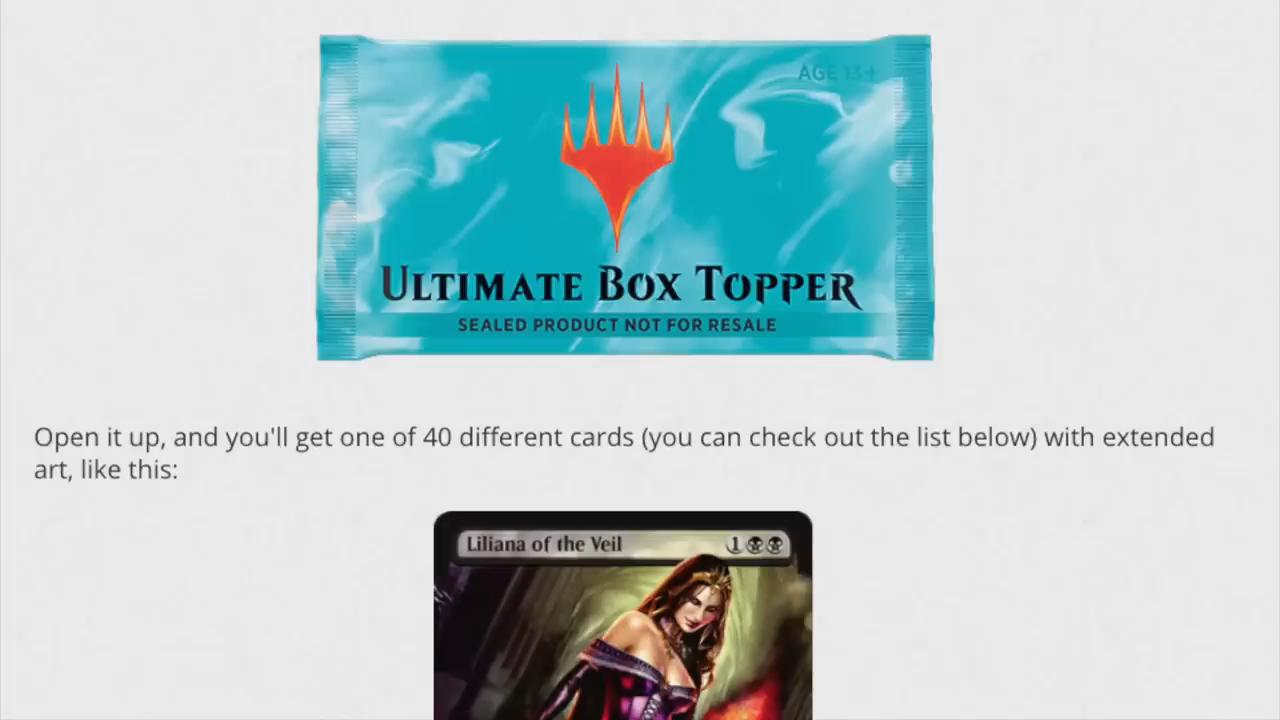 AGE 13+
ULTIMATE BOX TOPPER
SEALED PRODUCT NOT FOR RESALE
Open it up, and you'll get one of 40 different cards (you can check out the list below) with extended
art, like this:
Liliana of the Veil 1